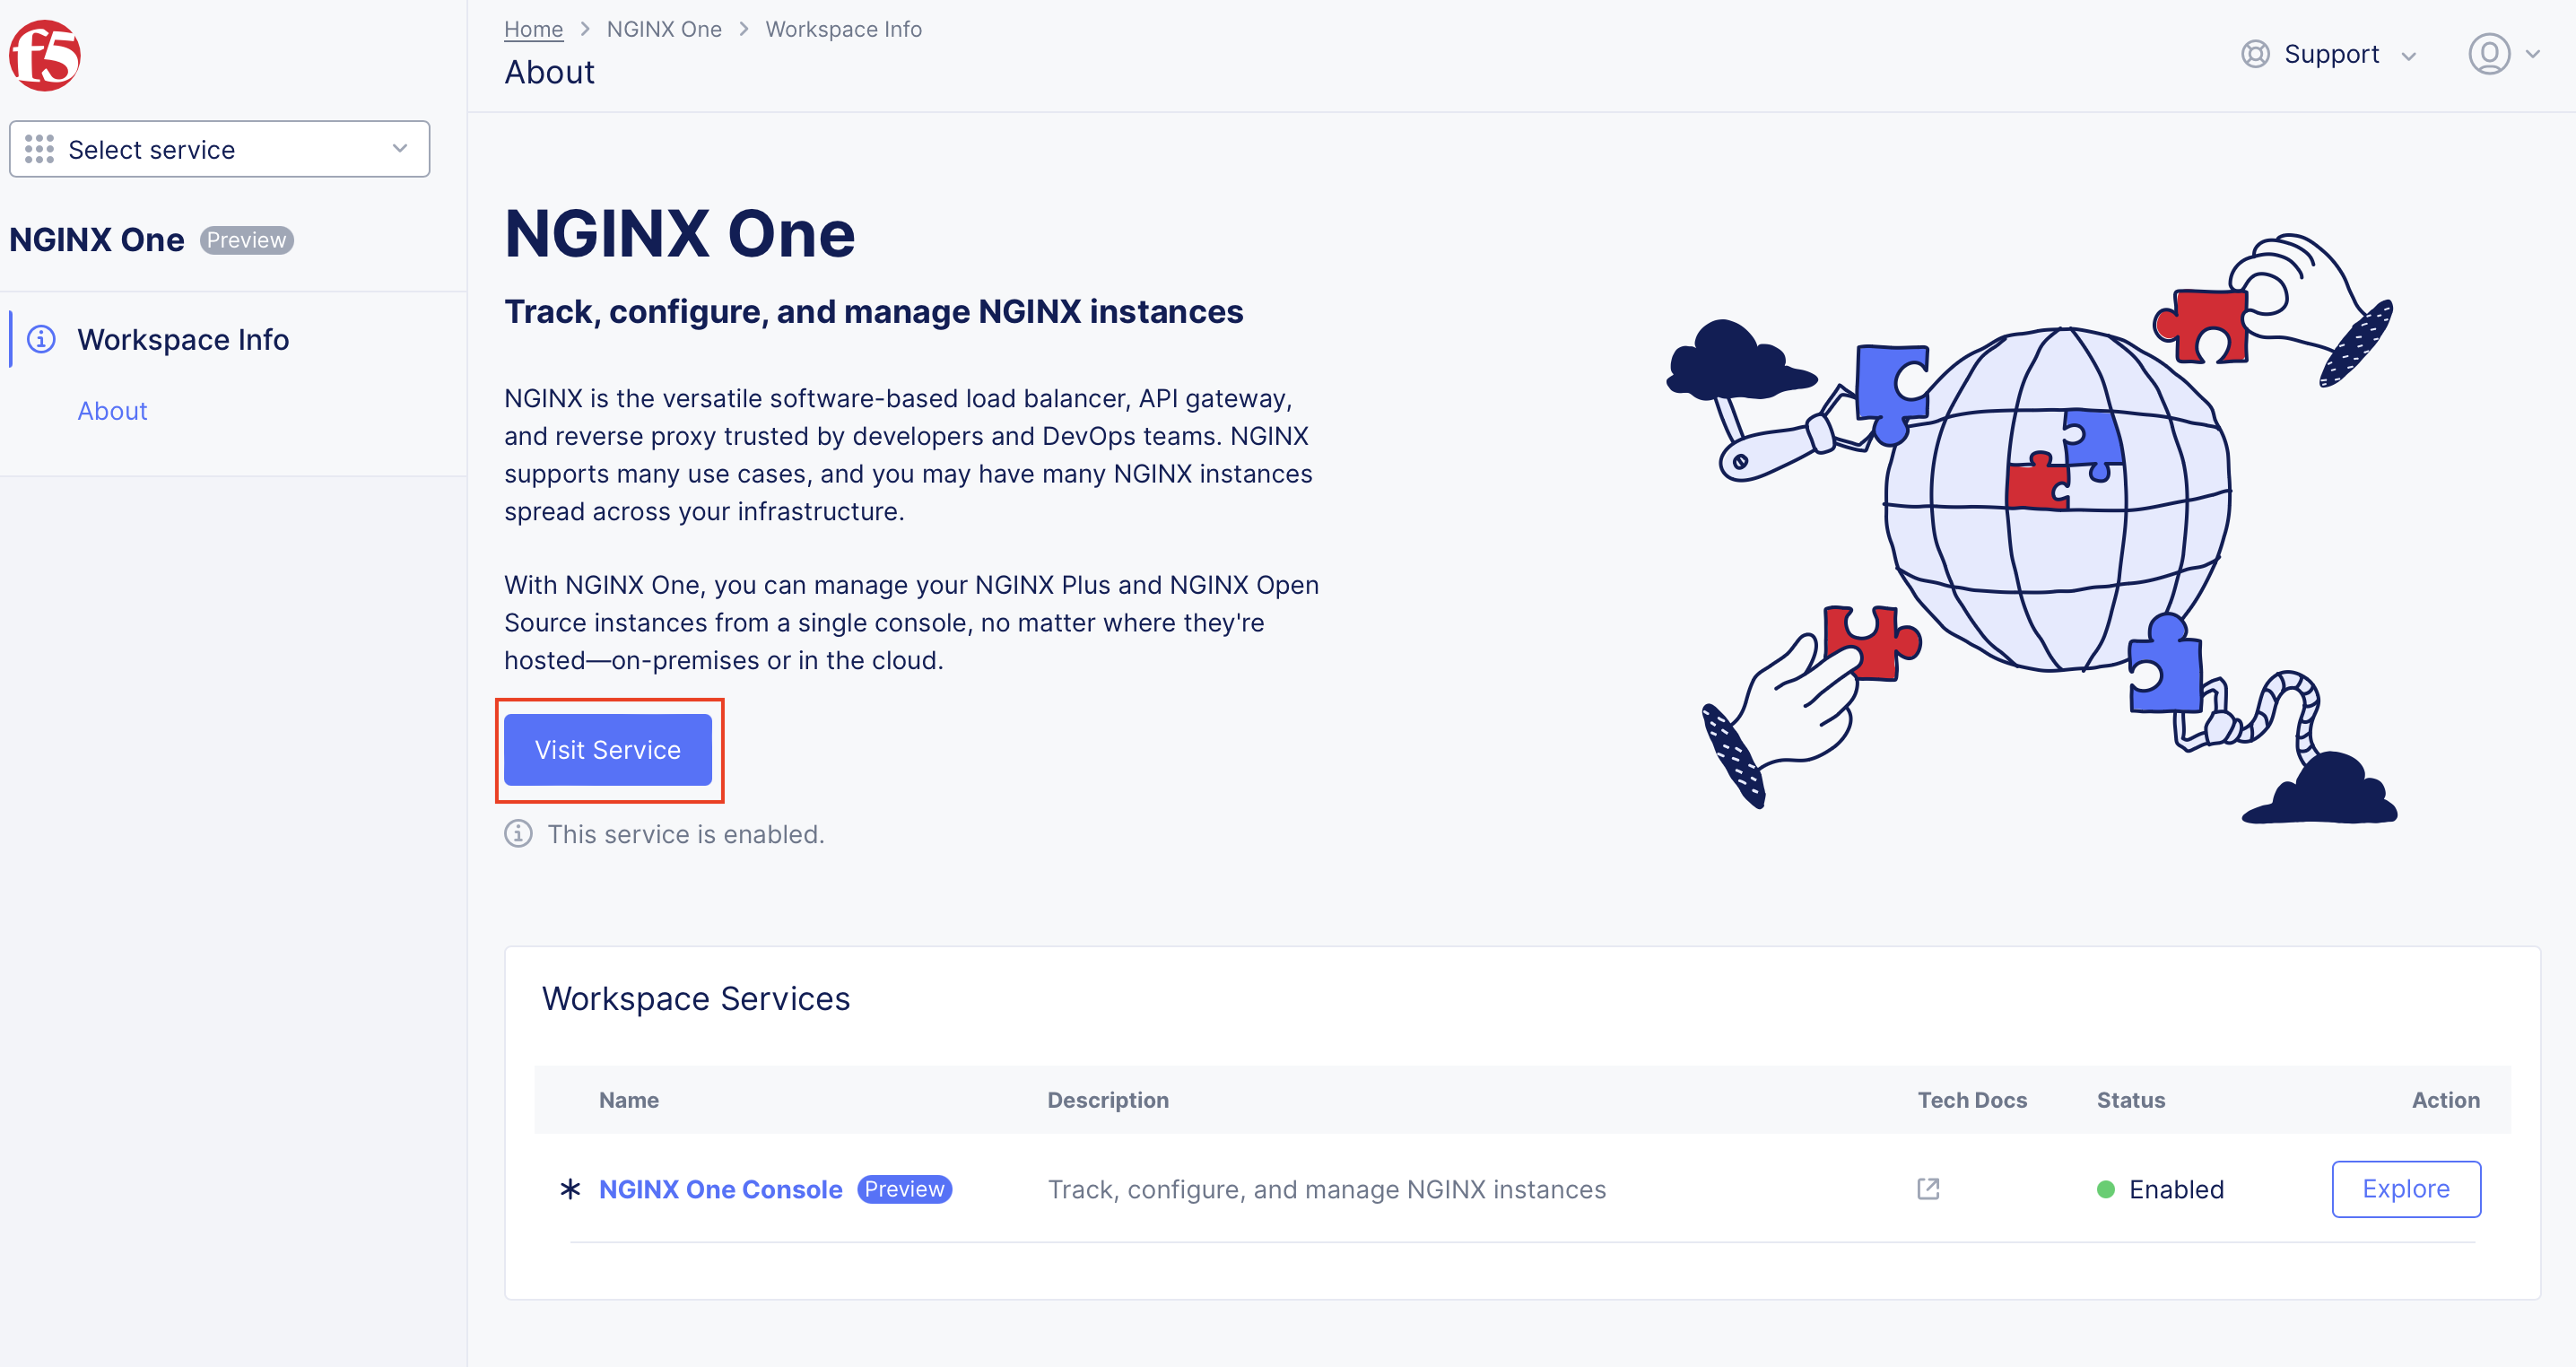 f5
Select service
NGINX One Preview
Workspace Info
About
Home > NGINX One > Workspace Info
About
Support
NGINX One
Track, configure, and manage NGINX instances
NGINX is the versatile software-based load balancer, API gateway,
and reverse proxy trusted by developers and DevOps teams. NGINX
supports many use cases, and you may have many NGINX instances
spread across your infrastructure.
With NGINX One, you can manage your NGINX Plus and NGINX Open
Source instances from a single console, no matter where they're
hosted—on-premises or in the cloud.
Visit Service
This service is enabled.
Workspace Services
Name Description Tech Docs Status Action
NGINX One Console Preview Track, configure, and manage NGINX instances Enabled Explore